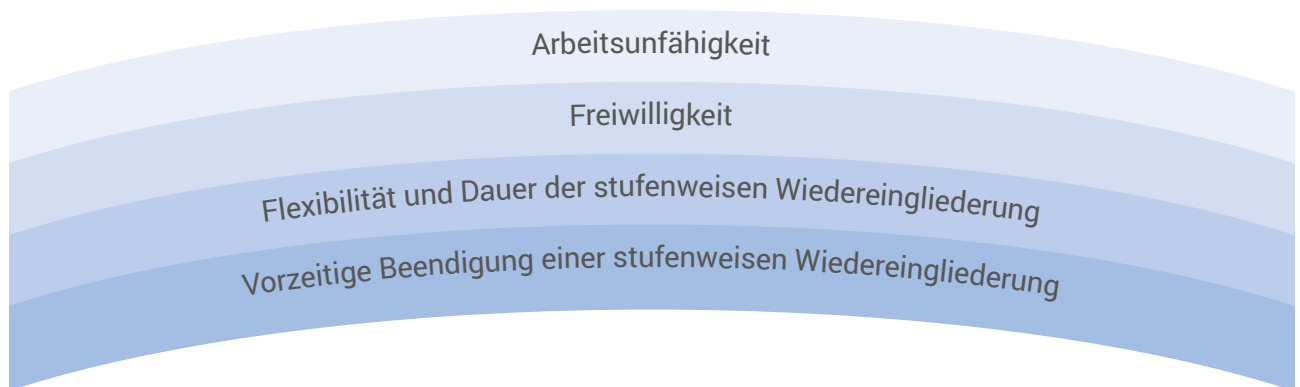 Arbeitsunfähigkeit
Freiwilligkeit
Flexibilität und Dauer der stufenweisen Wiedereingliederung
Vorzeitige Beendigung einer stufenweisen Wiedereingliederung